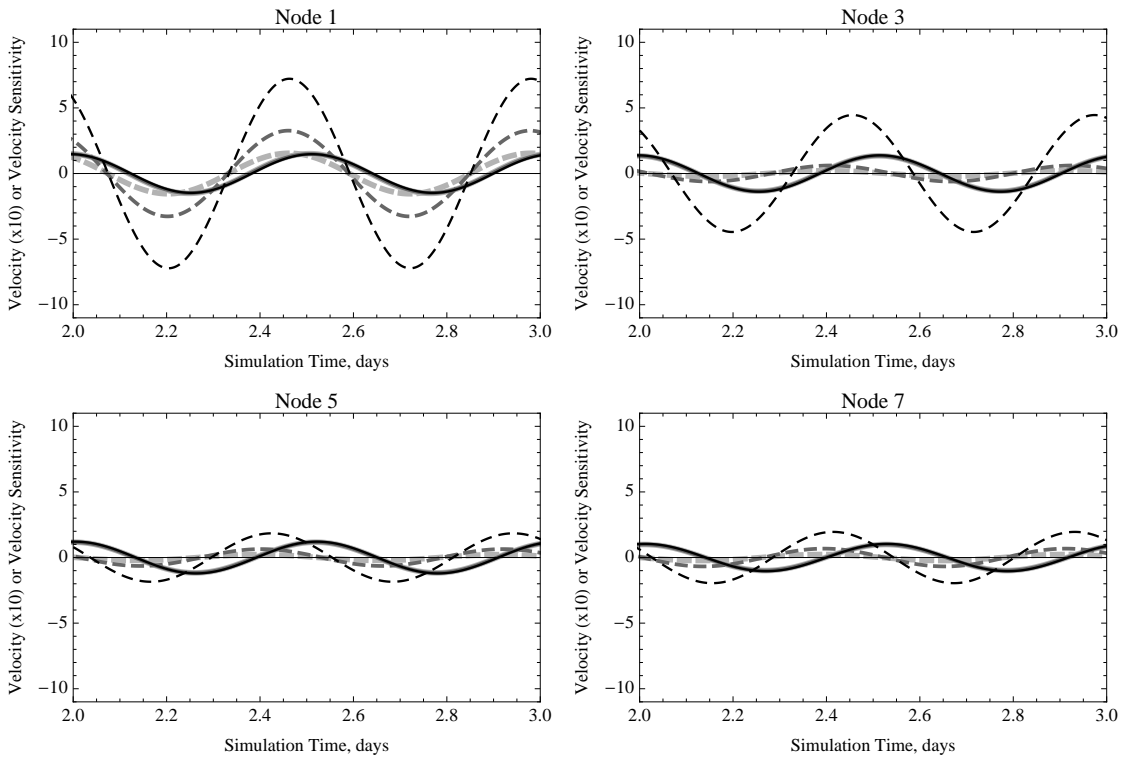 Node 1
Velocity (x10) or Velocity Sensitivity
10
5
0
−5
−10
2.0 2.2 2.4 2.6 2.8 3.0
Simulation Time, days
Node 3
Velocity (x10) or Velocity Sensitivity
10
5
0
−5
−10
2.0 2.2 2.4 2.6 2.8 3.0
Simulation Time, days
Node 5
Velocity (x10) or Velocity Sensitivity
10
5
0
−5
−10
2.0 2.2 2.4 2.6 2.8 3.0
Simulation Time, days
Node 7
Velocity (x10) or Velocity Sensitivity
10
5
0
−5
−10
2.0 2.2 2.4 2.6 2.8 3.0
Simulation Time, days